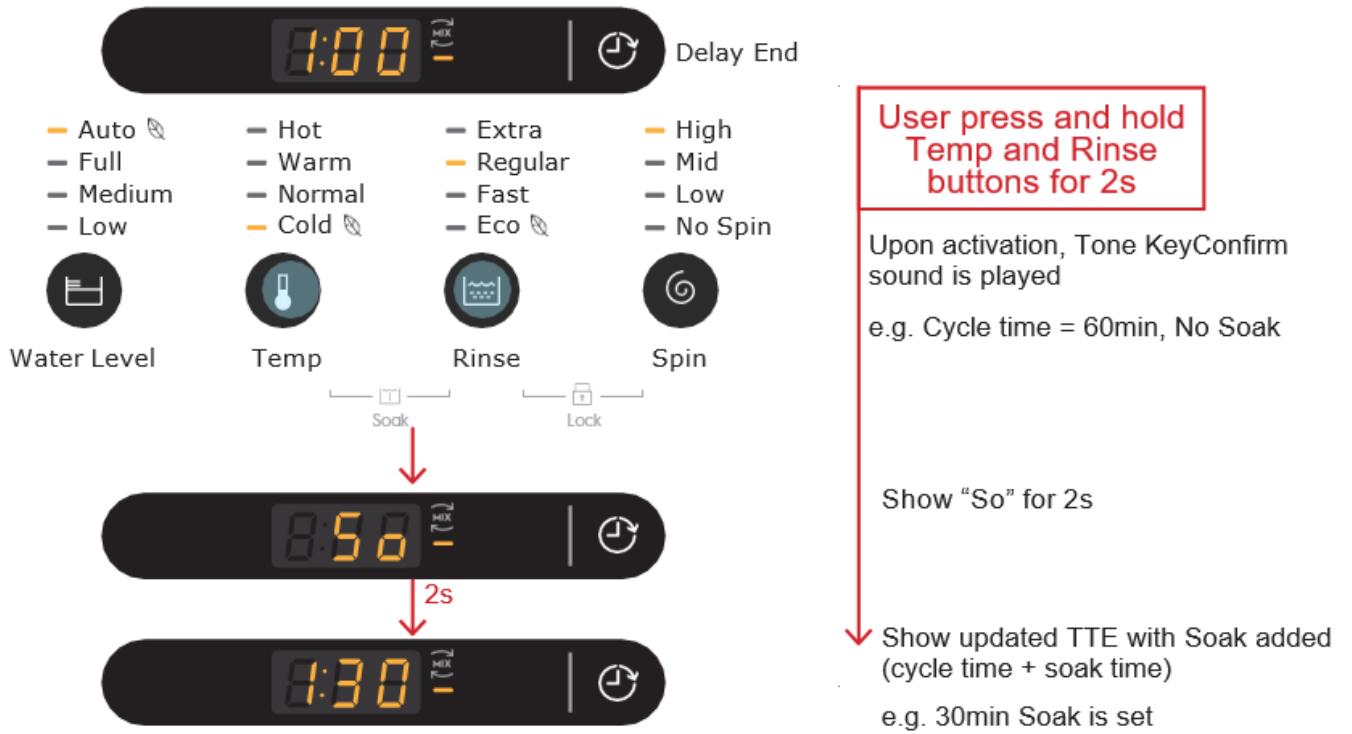 1:00
MIX
Delay End
Auto
Full
Medium
Low
Hot
Warm
Normal
Cold
Extra
Regular
Fast
Eco
High
Mid
Low
No Spin
Water Level
Temp
Rinse
Spin
Soak
Lock
So
MIX
2s
1:30
MIX
User press and hold
Temp and Rinse
buttons for 2s
Upon activation, Tone KeyConfirm
sound is played
e.g. Cycle time = 60min, No Soak
Show “So” for 2s
Show updated TTE with Soak added
(cycle time + soak time)
e.g. 30min Soak is set